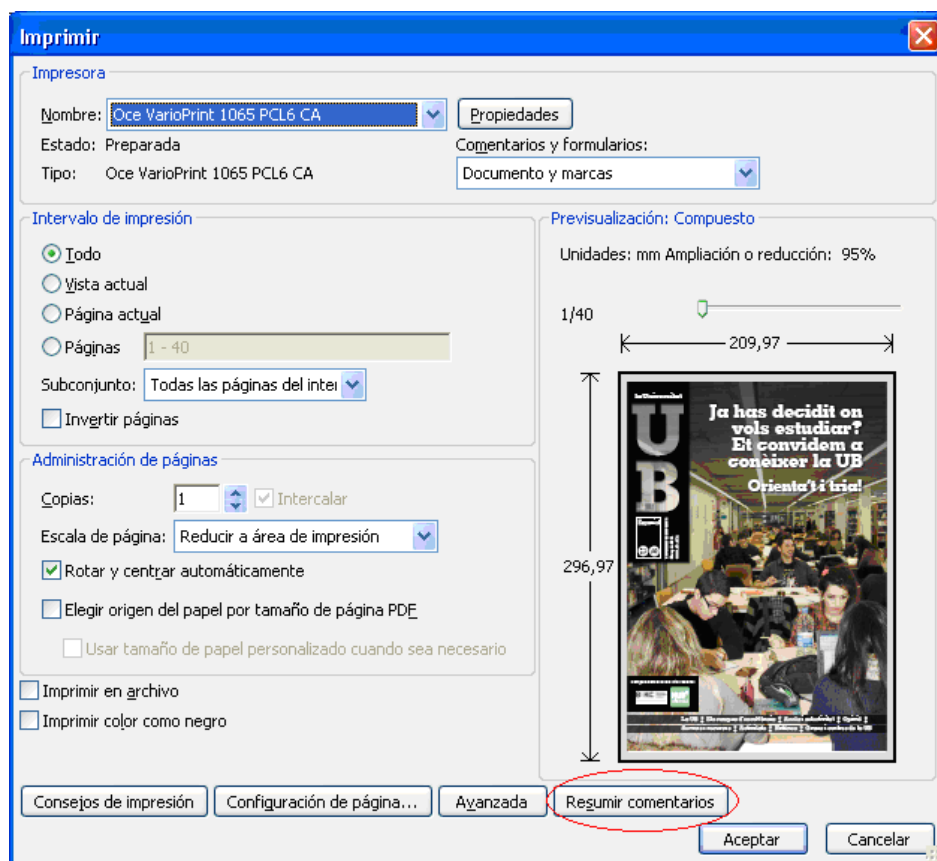 Imprimir
Impresora
Nombre: Oce VarioPrint 1065 PCL6 CA Propiedades
Estado: Preparada Comentarios y formularios:
Tipo: Oce VarioPrint 1065 PCL6 CA Documento y marcas
Intervalo de impresión
Todo
Vista actual
Página actual
Páginas 1 - 40
Subconjunto: Todas las páginas del inter
Invertir páginas
Administración de páginas
Copias: 1 Intercalar
Escala de página: Reducir a área de impresión
Rotar y centrar automáticamente
Elegir origen del papel por tamaño de página PDF
Usar tamaño de papel personalizado cuando sea necesario
Imprimir en archivo
Imprimir color como negro
Previsualización: Compuesto
Unidades: mm Ampliación o reducción: 95%
1/40
209,97
296,97
UB
Ja has decidit on
vols estudiar?
Et convidem a
conèixer la UB
Orienta't i tria!
Consejos de impresión Configuración de página... Avanzada Resumir comentarios
Aceptar Cancelar